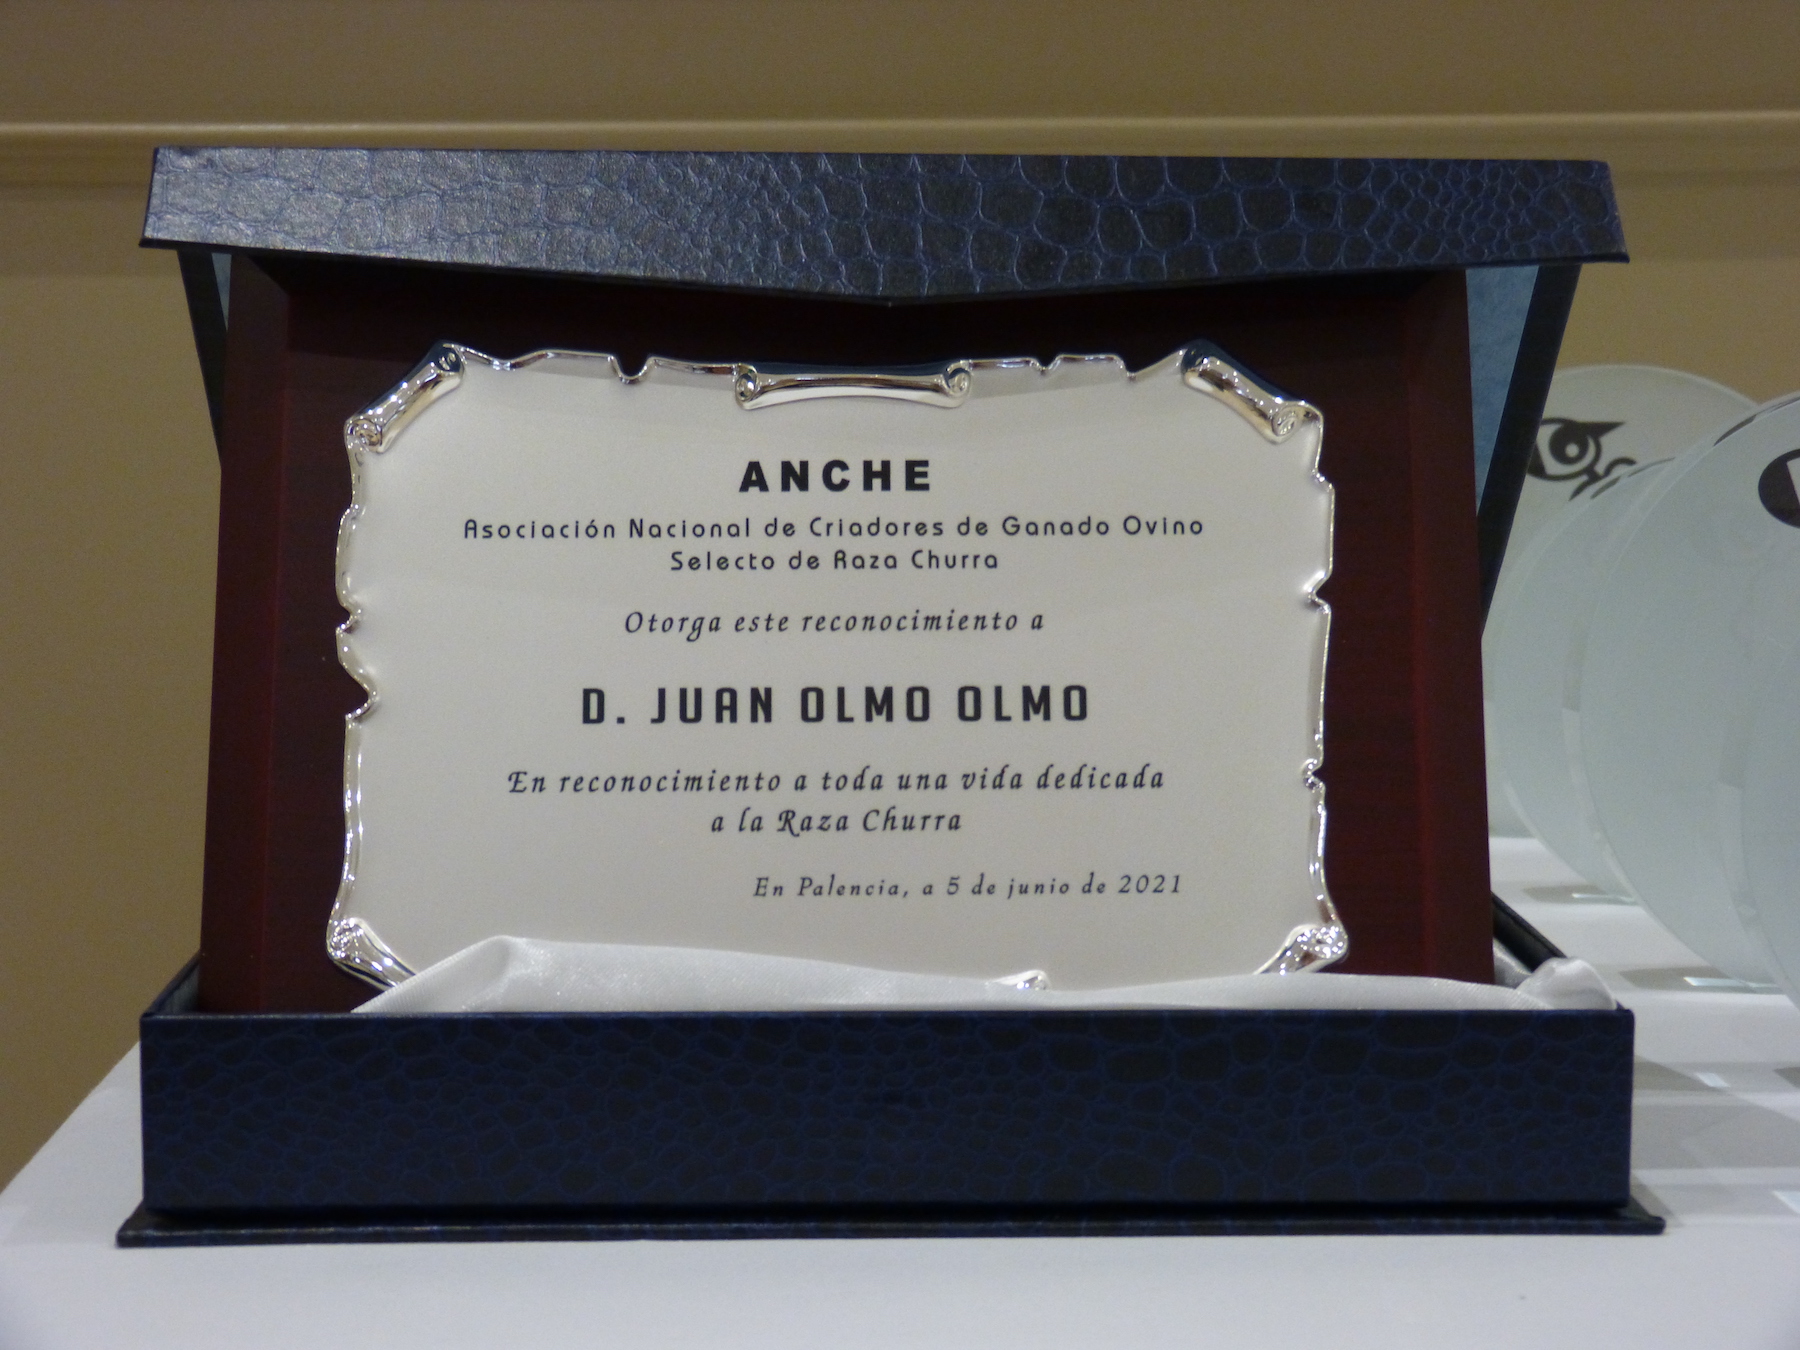 ANCHE
Asociación Nacional de Criadores de Ganado Ovino
Selecto de Raza Churra
Otorga este reconocimiento a
D. JUAN OLMO OLMO
En reconocimiento a toda una vida dedicada
a la Raza Churra
En Palencia, a 5 de junio de 2021